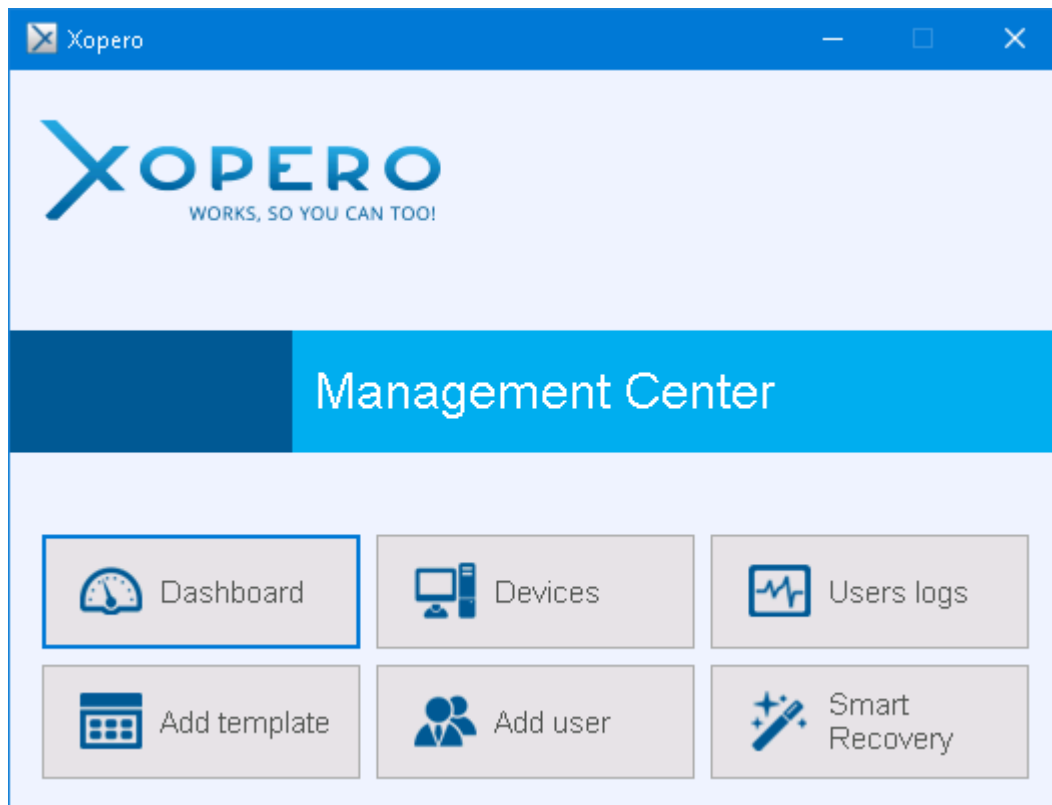 Xopero
XOPERO
WORKS, SO YOU CAN TOO!
Management Center
Dashboard
Devices
Users logs
Add template
Add user
Smart
Recovery